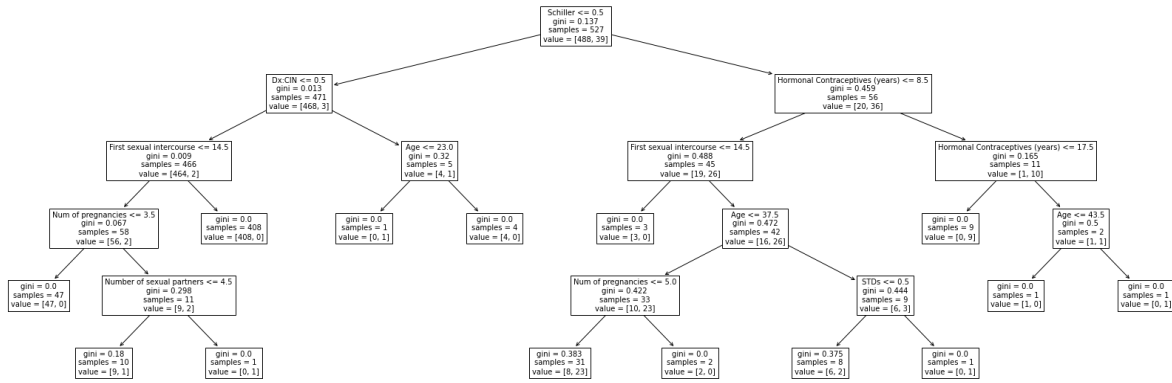 Schiller <= 0.5
gini = 0.137
samples = 527
value = [488, 39]
Dx:CIN <= 0.5
gini = 0.013
samples = 471
value = [468, 3]
Hormonal Contraceptives (years) <= 8.5
gini = 0.459
samples = 56
value = [20, 36]
First sexual intercourse <= 14.5
gini = 0.009
samples = 466
value = [464, 2]
Age <= 23.0
gini = 0.32
samples = 5
value = [4, 1]
First sexual intercourse <= 14.5
gini = 0.488
samples = 45
value = [19, 26]
Hormonal Contraceptives (years) <= 17.5
gini = 0.165
samples = 11
value = [1, 10]
Num of pregnancies <= 3.5
gini = 0.067
samples = 58
value = [56, 2]
gini = 0.0
samples = 408
value = [408, 0]
gini = 0.0
samples = 1
value = [0, 1]
gini = 0.0
samples = 4
value = [4, 0]
gini = 0.0
samples = 3
value = [3, 0]
Age <= 37.5
gini = 0.472
samples = 42
value = [16, 26]
gini = 0.0
samples = 9
value = [0, 9]
Age <= 43.5
gini = 0.5
samples = 2
value = [1, 1]
gini = 0.0
samples = 47
value = [47, 0]
Number of sexual partners <= 4.5
gini = 0.298
samples = 11
value = [9, 2]
Num of pregnancies <= 5.0
gini = 0.422
samples = 33
value = [10, 23]
STDs <= 0.5
gini = 0.444
samples = 9
value = [6, 3]
gini = 0.0
samples = 1
value = [1, 0]
gini = 0.0
samples = 1
value = [0, 1]
gini = 0.18
samples = 10
value = [9, 1]
gini = 0.0
samples = 1
value = [0, 1]
gini = 0.383
samples = 31
value = [8, 23]
gini = 0.0
samples = 2
value = [2, 0]
gini = 0.375
samples = 8
value = [6, 2]
gini = 0.0
samples = 1
value = [0, 1]